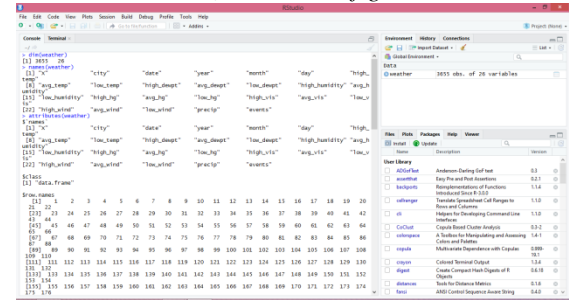 RStudio
File Edit Code View Plots Session Build Debug Profile Tools Help
Go to file/function Addins
Project: (None)
Console Terminal
> dim(weather)
[1] 3655 26
> names(weather)
[1] "X" "city" "date" "year" "month" "day" "high_
temp"
[8] "avg_temp" "low_temp" "high_dewpt" "avg_dewpt" "low_dewpt" "high_humidity" "avg_h
umidity"
[15] "low_humidity" "high_hg" "avg_hg" "low_hg" "high_vis" "avg_vis" "low_v
is"
[22] "high_wind" "avg_wind" "low_wind" "precip" "events"
> attributes(weather)
$names
[1] "X" "city" "date" "year" "month" "day" "high_
temp"
[8] "avg_temp" "low_temp" "high_dewpt" "avg_dewpt" "low_dewpt" "high_humidity" "avg_h
umidity"
[15] "low_humidity" "high_hg" "avg_hg" "low_hg" "high_vis" "avg_vis" "low_v
is"
[22] "high_wind" "avg_wind" "low_wind" "precip" "events"
$class
[1] "data.frame"
$row.names
[1] 1 2 3 4 5 6 7 8 9 10 11 12 13 14 15 16 17 18 19 20
21 22
[23] 23 24 25 26 27 28 29 30 31 32 33 34 35 36 37 38 39 40 41 42
43 44
[45] 45 46 47 48 49 50 51 52 53 54 55 56 57 58 59 60 61 62 63 64
65 66
[67] 67 68 69 70 71 72 73 74 75 76 77 78 79 80 81 82 83 84 85 86
87 88
[89] 89 90 91 92 93 94 95 96 97 98 99 100 101 102 103 104 105 106 107 108
109 110
[111] 111 112 113 114 115 116 117 118 119 120 121 122 123 124 125 126 127 128 129 130
131 132
[133] 133 134 135 136 137 138 139 140 141 142 143 144 145 146 147 148 149 150 151 152
153 154
[155] 155 156 157 158 159 160 161 162 163 164 165 166 167 168 169 170 171 172 173 174
175 176
Environment History Connections
Import Dataset List
Global Environment
Data
weather 3655 obs. of 26 variables
Files Plots Packages Help Viewer
Install Update
Name Description Version
User Library
ADGofTest Anderson-Darling GoF test 0.3
assertthat Easy Pre and Post Assertions 0.2.1
backports Reimplementations of Functions Introduced Since R-3.0.0 1.1.4
cellranger Translate Spreadsheet Cell Ranges to Rows and Columns 1.1.0
cli Helpers for Developing Command Line Interfaces 1.1.0
CoClust Copula Based Cluster Analysis 0.3-2
colorspace A Toolbox for Manipulating and Assessing Colors and Palettes 1.4-1
copula Multivariate Dependence with Copulas 0.999-19.1
crayon Colored Terminal Output 1.3.4
digest Create Compact Hash Digests of R Objects 0.6.18
distances Tools for Distance Metrics 0.1.8
fansi ANSI Control Sequence Aware String 0.4.0